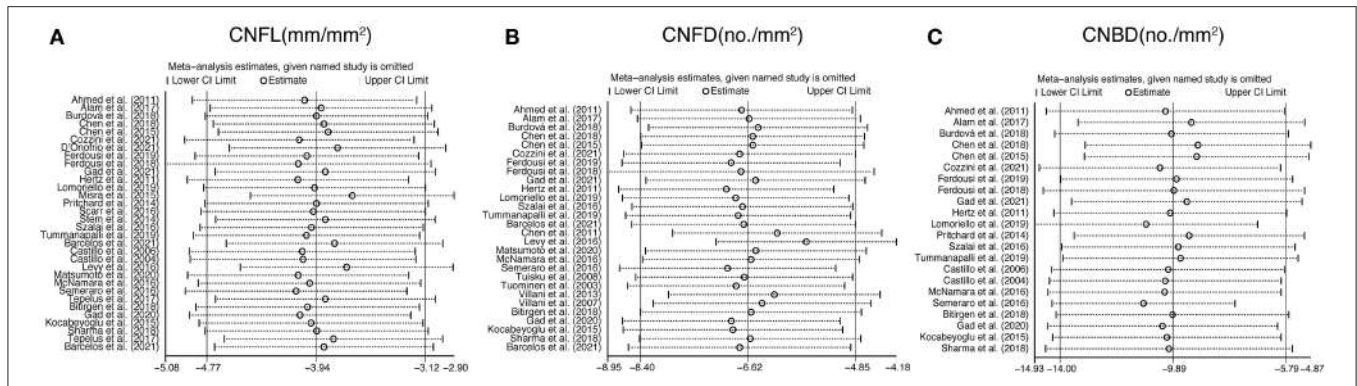 A CNFL(mm/mm²)
Meta-analysis estimates, given named study is omitted
Lower CI Limit Estimate Upper CI Limit
Ahmed et al. (2011)
Alam et al. (2017)
Burdová et al. (2018)
Chen et al. (2018)
Chen et al. (2015)
Cozzini et al. (2021)
D'Onofrio et al. (2021)
Ferdousi et al. (2019)
Ferdousi et al. (2018)
Gad et al. (2021)
Hertz et al. (2011)
Lomoriello et al. (2019)
Misra et al. (2015)
Pritchard et al. (2014)
Scarr et al. (2016)
Stem et al. (2014)
Szalai et al. (2016)
Tummanapalli et al. (2019)
Barcelos et al. (2021)
Castillo et al. (2006)
Castillo et al. (2004)
Levy et al. (2016)
Matsumoto et al. (2020)
McNamara et al. (2016)
Semeraro et al. (2016)
Tepelus et al. (2017)
Bitirgen et al. (2018)
Gad et al. (2020)
Kocabeyoglu et al. (2015)
Sharma et al. (2018)
Tepelus et al. (2017)
Barcelos et al. (2021)
−5.08 −4.77 −3.94 −3.12 −2.90
B CNFD(no./mm²)
Meta-analysis estimates, given named study is omitted
Lower CI Limit Estimate Upper CI Limit
Ahmed et al. (2011)
Alam et al. (2017)
Burdová et al. (2018)
Chen et al. (2018)
Chen et al. (2015)
Cozzini et al. (2021)
Ferdousi et al. (2019)
Ferdousi et al. (2018)
Gad et al. (2021)
Hertz et al. (2011)
Lomoriello et al. (2019)
Szalai et al. (2016)
Tummanapalli et al. (2019)
Barcelos et al. (2021)
Chen et al. (2011)
Levy et al. (2016)
Matsumoto et al. (2020)
McNamara et al. (2016)
Semeraro et al. (2016)
Tuisku et al. (2008)
Tuominen et al. (2003)
Villani et al. (2013)
Villani et al. (2007)
Bitirgen et al. (2018)
Gad et al. (2020)
Kocabeyoglu et al. (2015)
Sharma et al. (2018)
Barcelos et al. (2021)
−8.95 −8.40 −6.62 −4.85 −4.18
C CNBD(no./mm²)
Meta-analysis estimates, given named study is omitted
Lower CI Limit Estimate Upper CI Limit
Ahmed et al. (2011)
Alam et al. (2017)
Burdová et al. (2018)
Chen et al. (2018)
Chen et al. (2015)
Cozzini et al. (2021)
Ferdousi et al. (2019)
Ferdousi et al. (2018)
Gad et al. (2021)
Hertz et al. (2011)
Lomoriello et al. (2019)
Pritchard et al. (2014)
Szalai et al. (2016)
Tummanapalli et al. (2019)
Castillo et al. (2006)
Castillo et al. (2004)
McNamara et al. (2016)
Semeraro et al. (2016)
Bitirgen et al. (2018)
Gad et al. (2020)
Kocabeyoglu et al. (2015)
Sharma et al. (2018)
−14.93 −14.00 −9.89 −5.79 −4.87